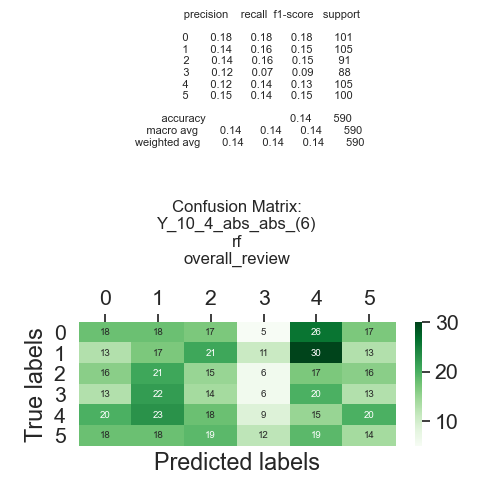 precision recall f1-score support
0 0.18 0.18 0.18 101
1 0.14 0.16 0.15 105
2 0.14 0.16 0.15 91
3 0.12 0.07 0.09 88
4 0.12 0.14 0.13 105
5 0.15 0.14 0.15 100
accuracy 0.14 590
macro avg 0.14 0.14 0.14 590
weighted avg 0.14 0.14 0.14 590
Confusion Matrix:
Y_10_4_abs_abs_(6)
rf
overall_review
0 1 2 3 4 5
0 18 18 17 5 26 17
1 13 17 21 11 30 13
2 16 21 15 6 17 16
3 13 22 14 6 20 13
4 20 23 18 9 15 20
5 18 18 19 12 19 14
True labels
Predicted labels
30
20
10